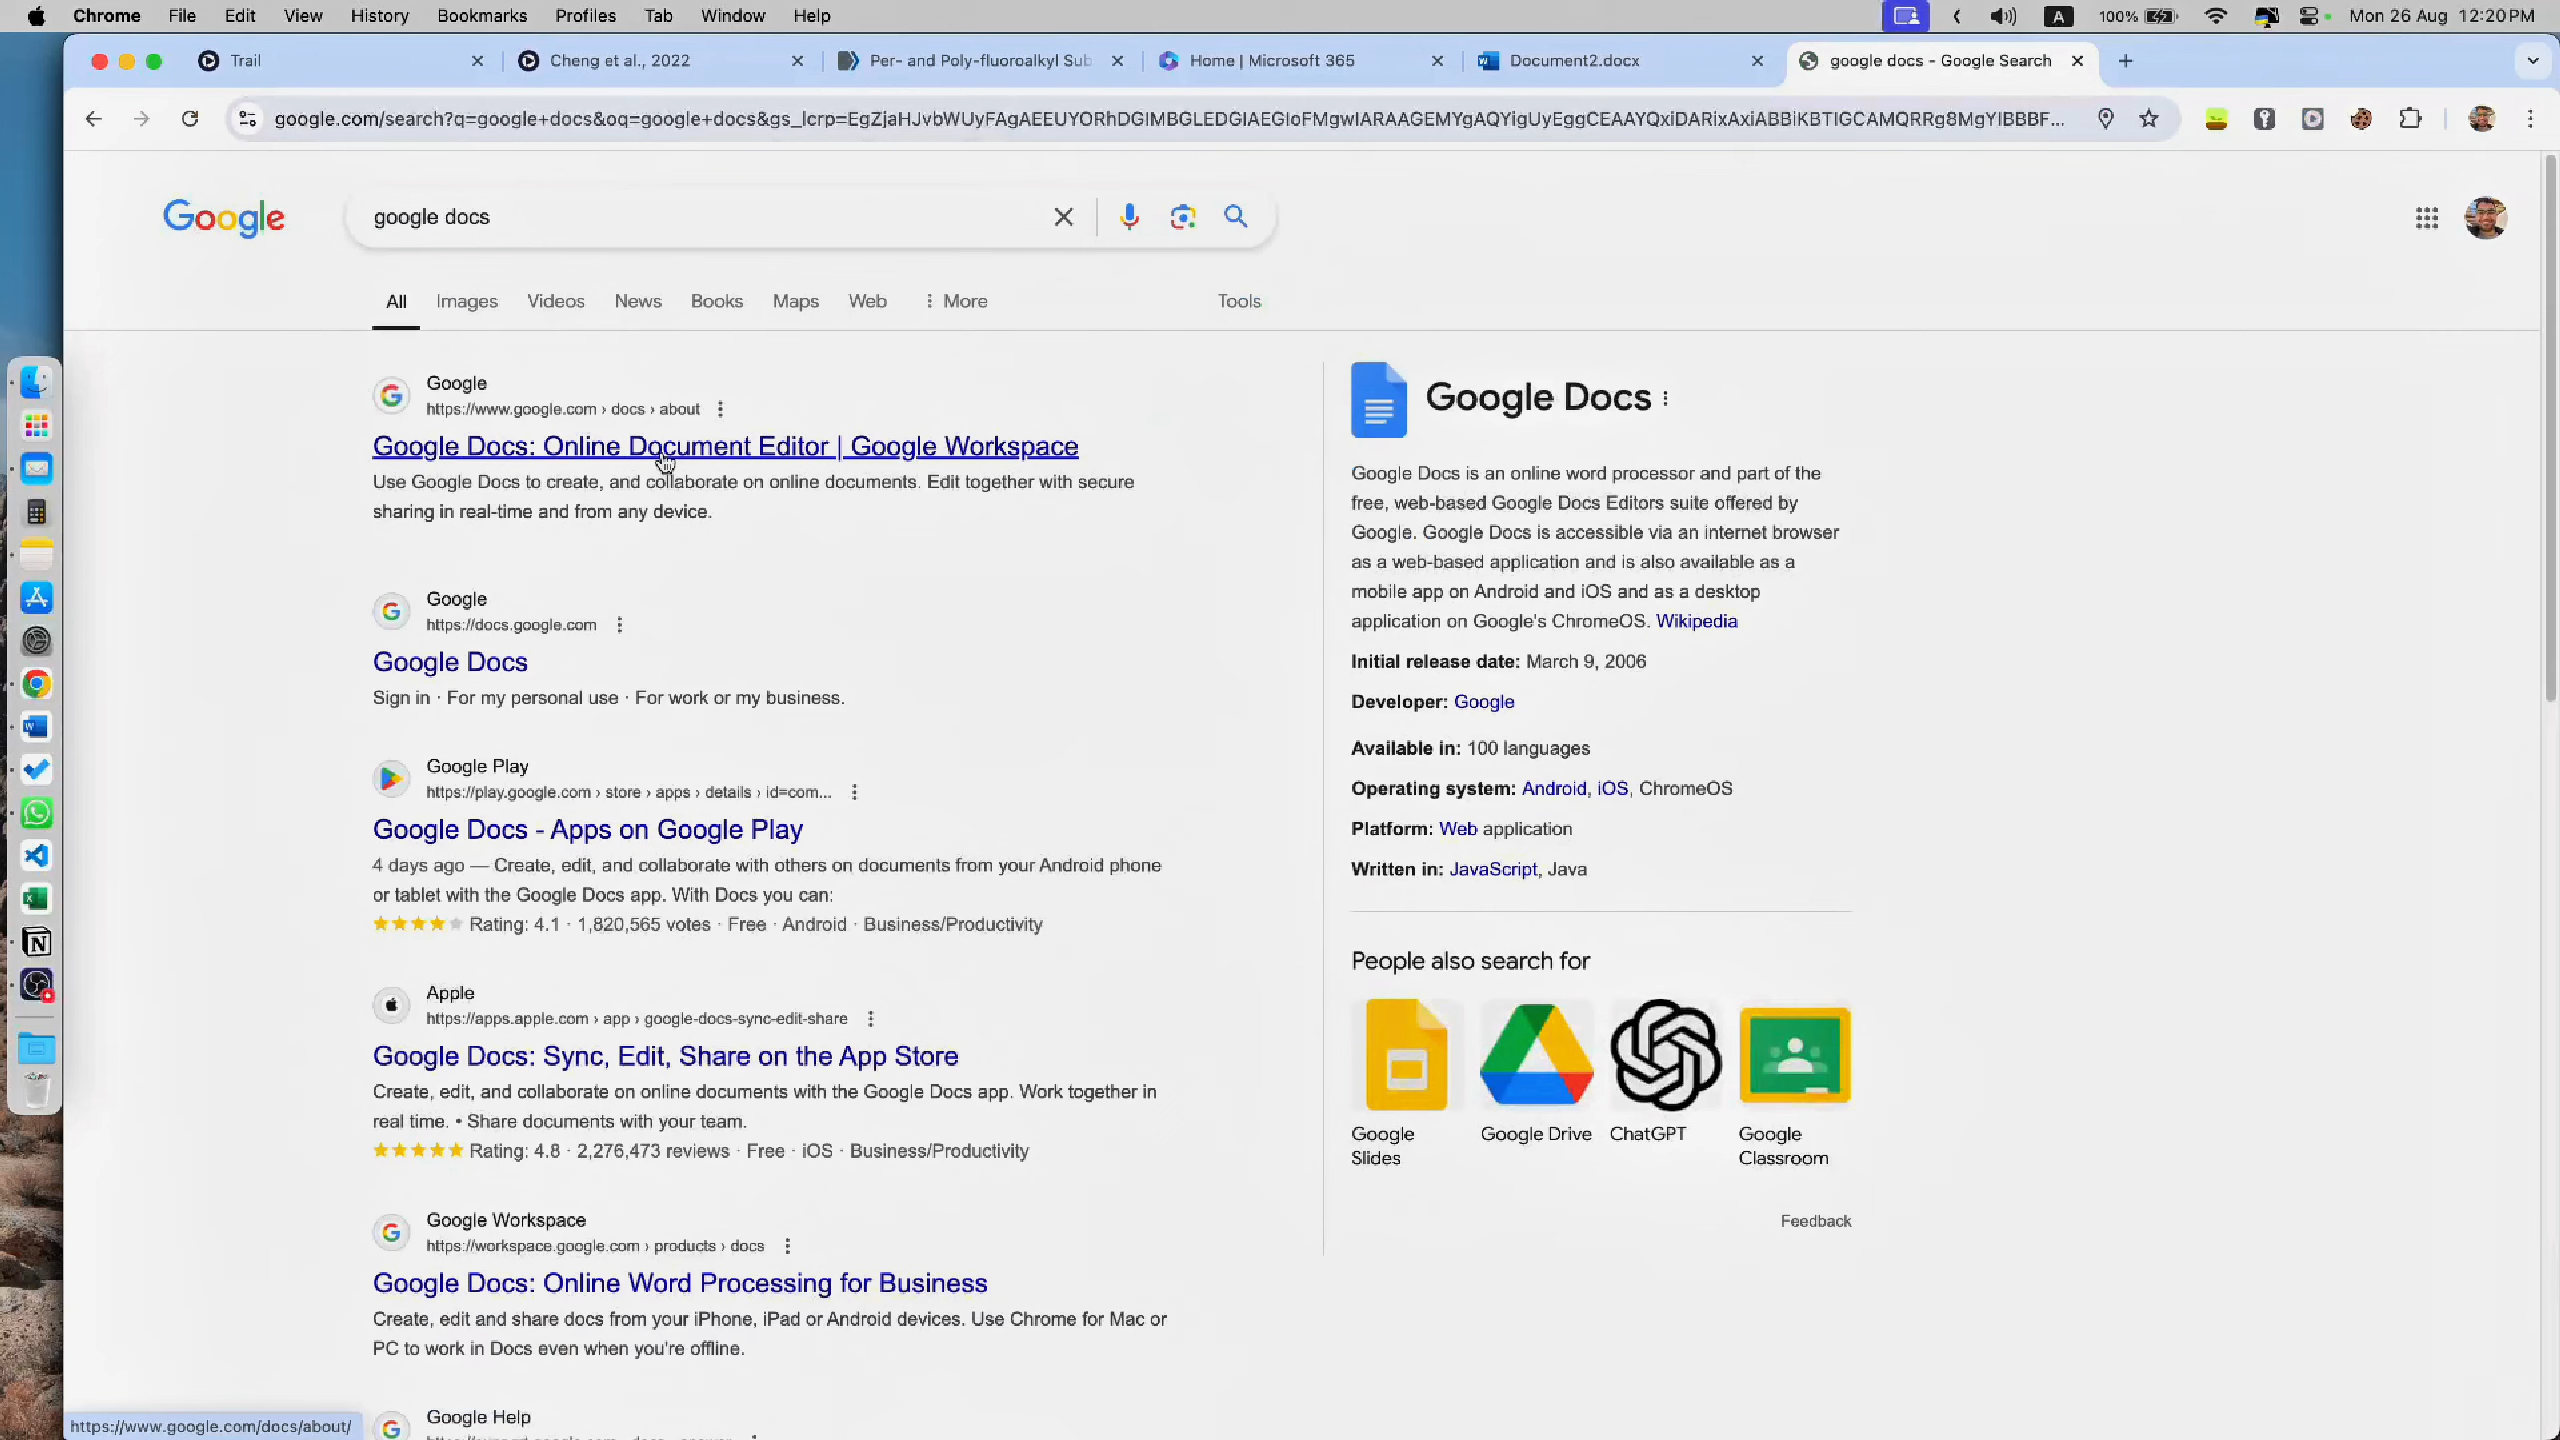 Chrome File Edit View History Bookmarks Profiles Tab Window Help
A 100% Mon 26 Aug 12:20 PM
Trail
Cheng et al., 2022
Per- and Poly-fluoroalkyl Sub
Home | Microsoft 365
Document2.docx
google docs - Google Search
google.com/search?q=google+docs&oq=google+docs&gs_lcrp=EgZjaHJvbWUyFAgAEEUYORhDGIMBGLEDGIAEGIoFMgwIARAAGEMYgAQYigUyEggCEAAYQxiDARixAxiABBiKBTIGCAMQRRg8MgYIBBBF...
Google
google docs
All Images Videos News Books Maps Web More Tools
Google
https://www.google.com › docs › about
Google Docs: Online Document Editor | Google Workspace
Use Google Docs to create, and collaborate on online documents. Edit together with secure
sharing in real-time and from any device.
Google
https://docs.google.com
Google Docs
Sign in · For my personal use · For work or my business.
Google Play
https://play.google.com › store › apps › details › id=com...
Google Docs - Apps on Google Play
4 days ago — Create, edit, and collaborate with others on documents from your Android phone
or tablet with the Google Docs app. With Docs you can:
Rating: 4.1 · 1,820,565 votes · Free · Android · Business/Productivity
Apple
https://apps.apple.com › app › google-docs-sync-edit-share
Google Docs: Sync, Edit, Share on the App Store
Create, edit, and collaborate on online documents with the Google Docs app. Work together in
real time. • Share documents with your team.
Rating: 4.8 · 2,276,473 reviews · Free · iOS · Business/Productivity
Google Workspace
https://workspace.google.com › products › docs
Google Docs: Online Word Processing for Business
Create, edit and share docs from your iPhone, iPad or Android devices. Use Chrome for Mac or
PC to work in Docs even when you're offline.
Google Help
Google Docs
Google Docs is an online word processor and part of the
free, web-based Google Docs Editors suite offered by
Google. Google Docs is accessible via an internet browser
as a web-based application and is also available as a
mobile app on Android and iOS and as a desktop
application on Google's ChromeOS. Wikipedia
Initial release date: March 9, 2006
Developer: Google
Available in: 100 languages
Operating system: Android, iOS, ChromeOS
Platform: Web application
Written in: JavaScript, Java
People also search for
Google
Slides
Google Drive
ChatGPT
Google
Classroom
Feedback
https://www.google.com/docs/about/